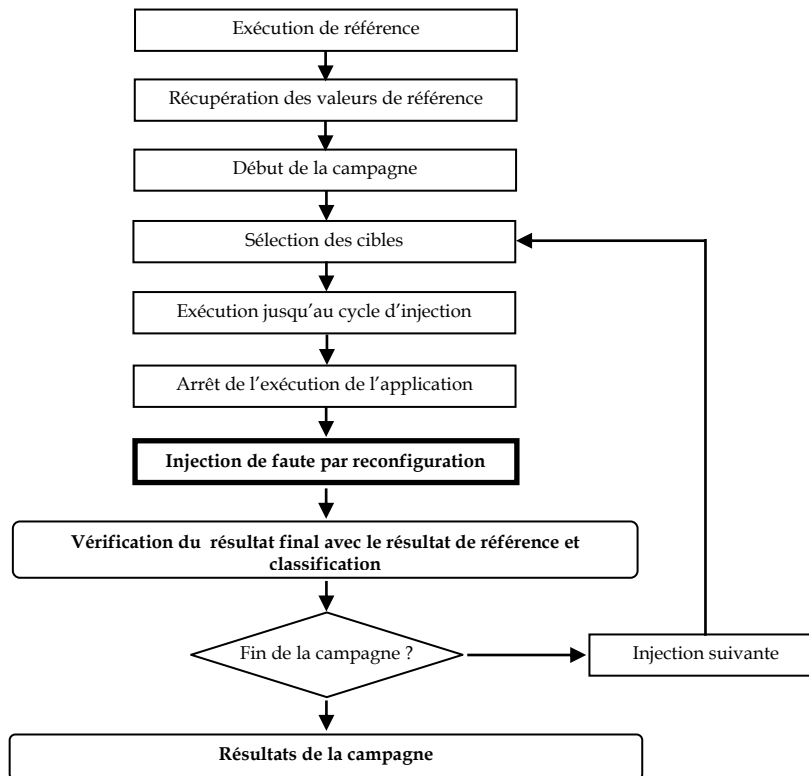 Exécution de référence
Récupération des valeurs de référence
Début de la campagne
Sélection des cibles
Exécution jusqu’au cycle d’injection
Arrêt de l’exécution de l’application
Injection de faute par reconfiguration
Vérification du résultat final avec le résultat de référence et
classification
Fin de la campagne ?
Injection suivante
Résultats de la campagne